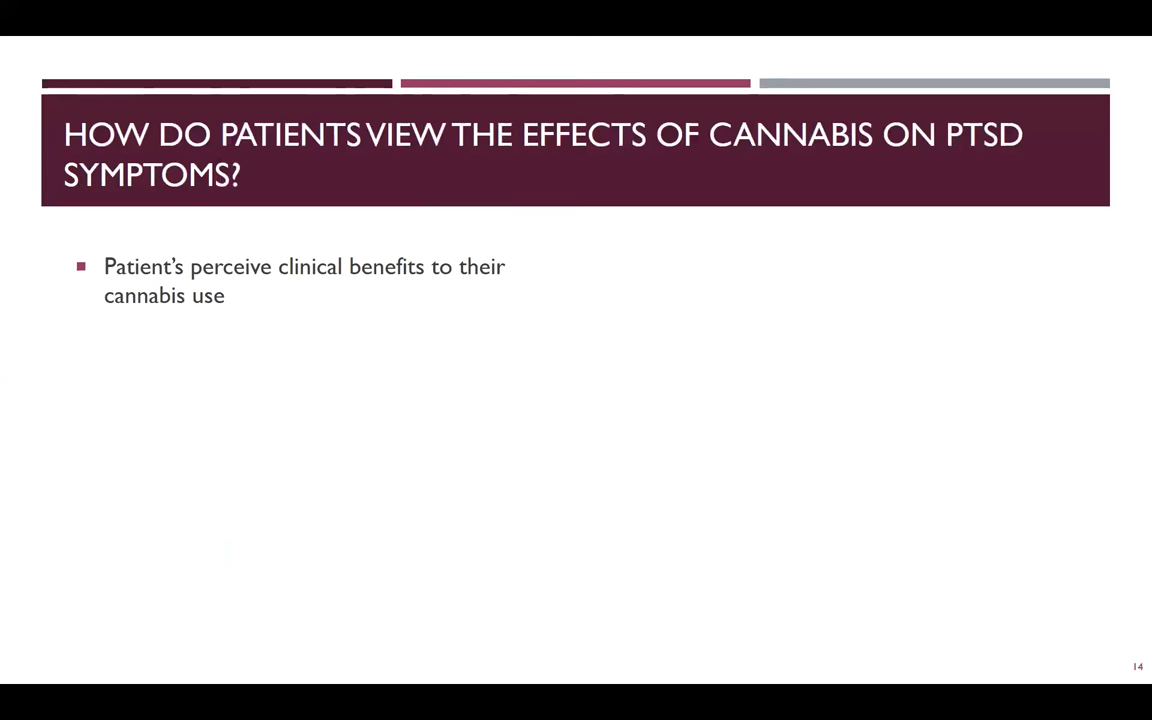 HOW DO PATIENTS VIEW THE EFFECTS OF CANNABIS ON PTSD
SYMPTOMS?
Patient's perceive clinical benefits to their
cannabis use
14